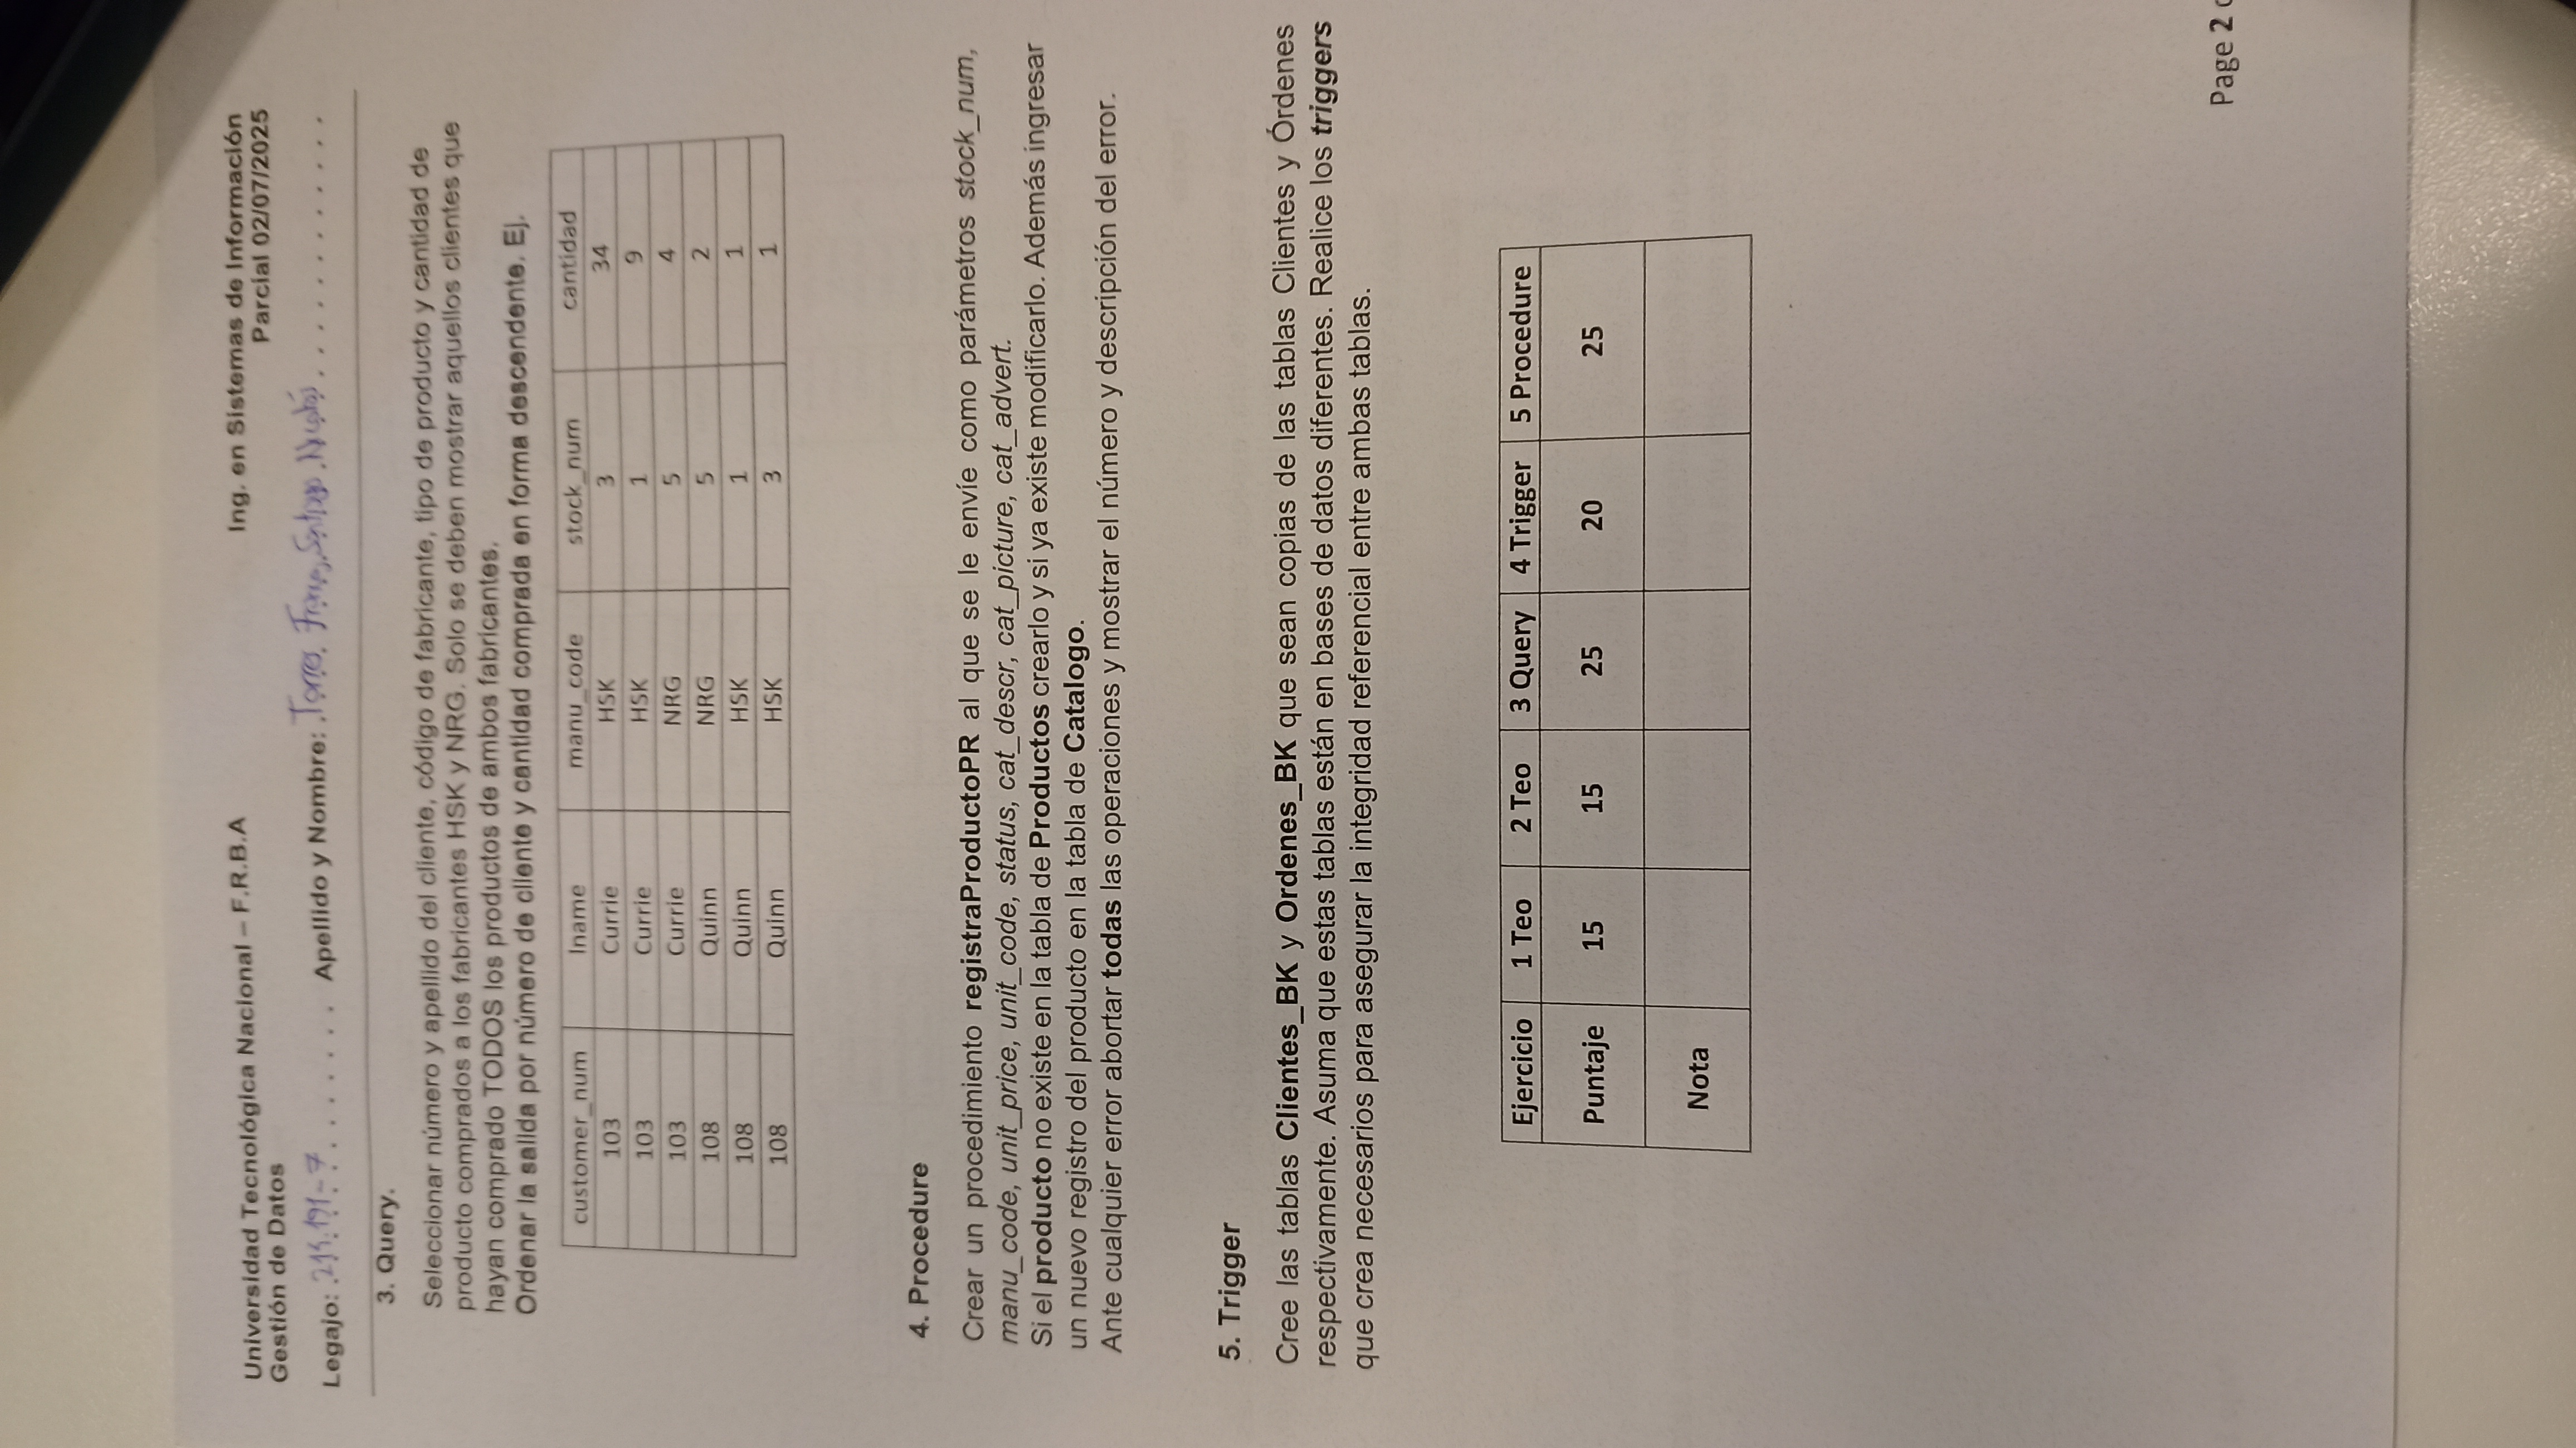 Universidad Tecnológica Nacional – F.R.B.A
Ing. en Sistemas de Información
Gestión de Datos
Parcial 02/07/2025
Legajo: 214.191-7 Apellido y Nombre: Torres Santiago Nicolás
3. Query.
Seleccionar número y apellido del cliente, código de fabricante, tipo de producto y cantidad de
producto comprados a los fabricantes HSK y NRG. Solo se deben mostrar aquellos clientes que
hayan comprado TODOS los productos de ambos fabricantes.
Ordenar la salida por número de cliente y cantidad comprada en forma descendente. Ej.
customer_num lname manu_code stock_num cantidad
103 Currie HSK 3 34
103 Currie HSK 1 9
103 Currie NRG 5 4
108 Quinn NRG 5 2
108 Quinn HSK 1 1
108 Quinn HSK 3 1
4. Procedure
Crear un procedimiento registraProductoPR al que se le envíe como parámetros stock_num,
manu_code, unit_price, unit_code, status, cat_descr, cat_picture, cat_advert.
Si el producto no existe en la tabla de Productos crearlo y si ya existe modificarlo. Además ingresar
un nuevo registro del producto en la tabla de Catalogo.
Ante cualquier error abortar todas las operaciones y mostrar el número y descripción del error.
5. Trigger
Cree las tablas Clientes_BK y Ordenes_BK que sean copias de las tablas Clientes y Órdenes
respectivamente. Asuma que estas tablas están en bases de datos diferentes. Realice los triggers
que crea necesarios para asegurar la integridad referencial entre ambas tablas.
Ejercicio 1 Teo 2 Teo 3 Query 4 Trigger 5 Procedure
Puntaje 15 15 25 20 25
Nota
Page 2